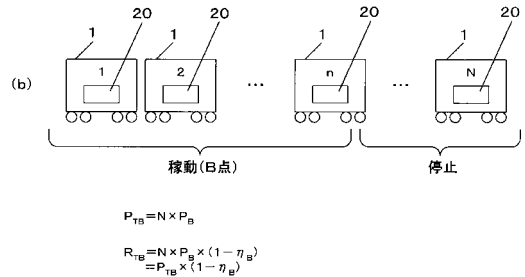 1 20 1 20 1 20 1 20
(b) 1 2 … n … N
稼動(B点) 停止
P_TB=N×P_B
R_TB=N×P_B×(1-η_B)
=P_TB×(1-η_B)